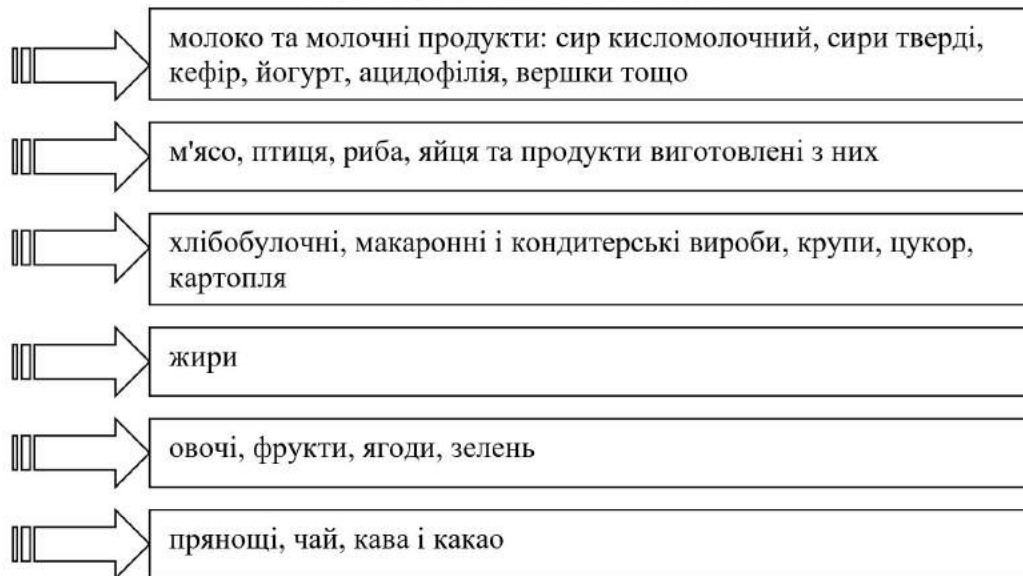 молоко та молочні продукти: сир кисломолочний, сири тверді,
кефір, йогурт, ацидофілія, вершки тощо
м'ясо, птиця, риба, яйця та продукти виготовлені з них
хлібобулочні, макаронні і кондитерські вироби, крупи, цукор,
картопля
жири
овочі, фрукти, ягоди, зелень
прянощі, чай, кава і какао